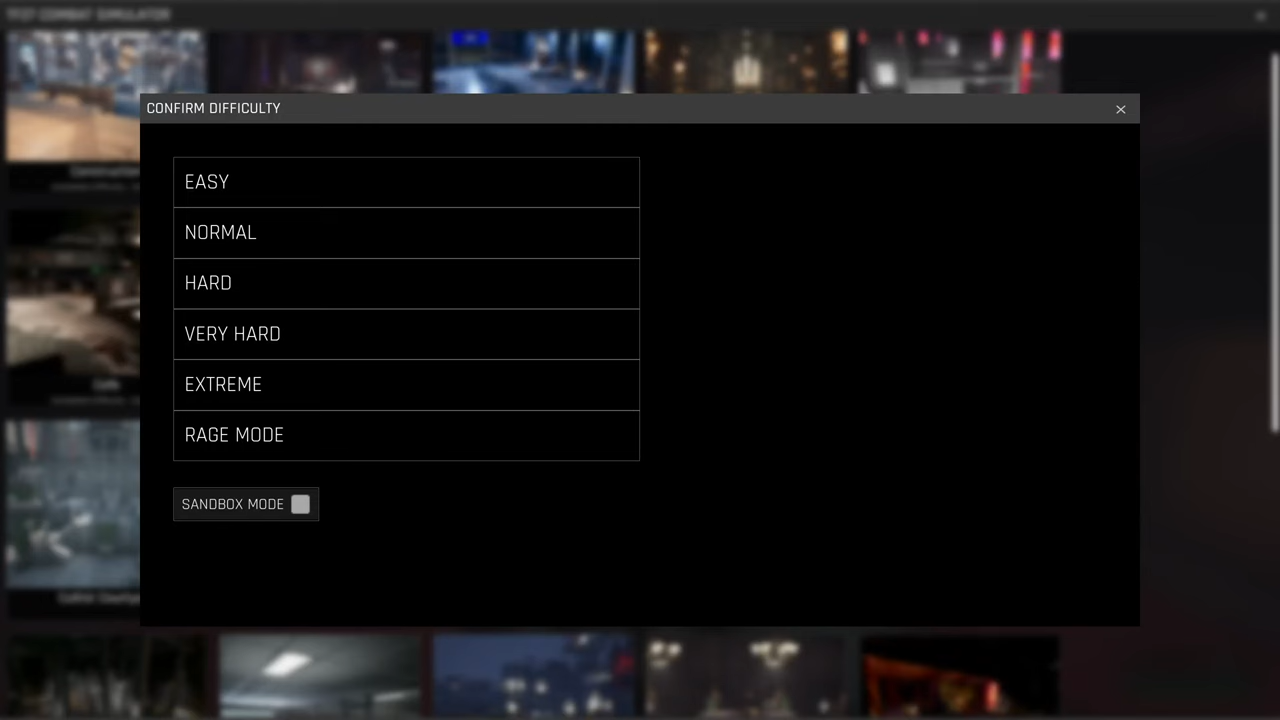 CONFIRM DIFFICULTY
EASY
NORMAL
HARD
VERY HARD
EXTREME
RAGE MODE
SANDBOX MODE